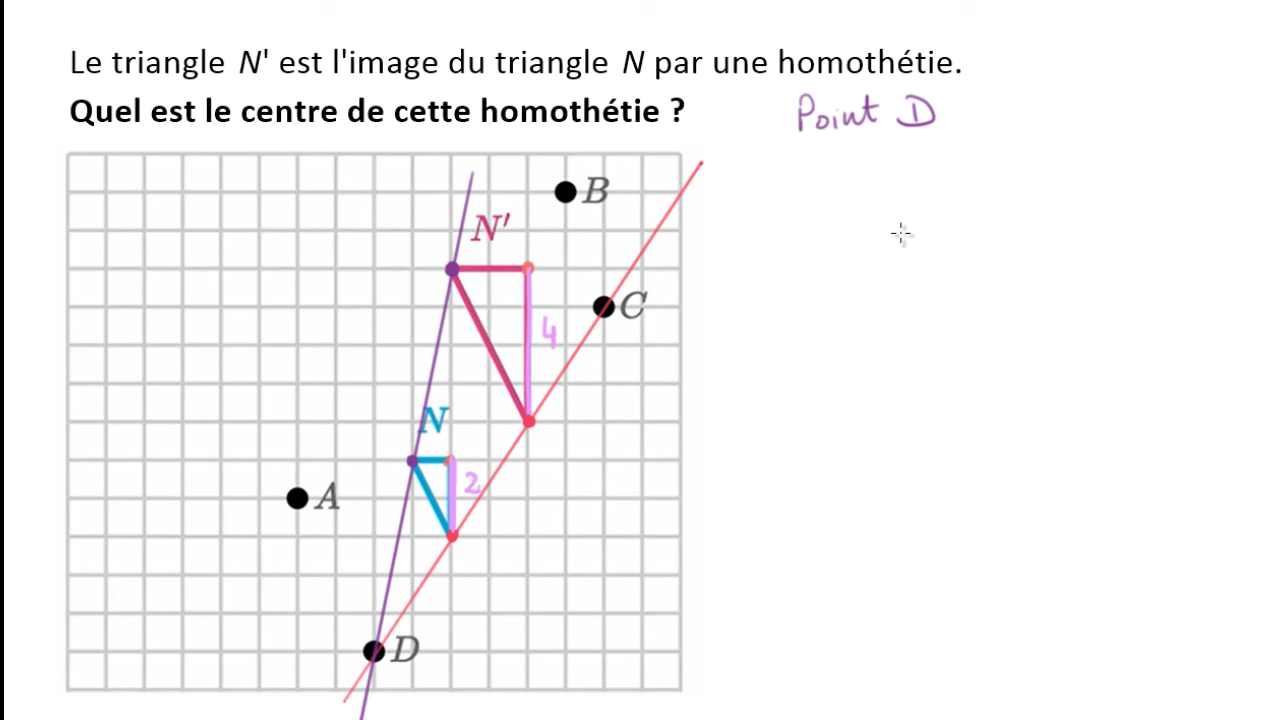 Le triangle N' est l'image du triangle N par une homothétie.
Quel est le centre de cette homothétie ? Point D
B
N'
C
4
N
2
A
D